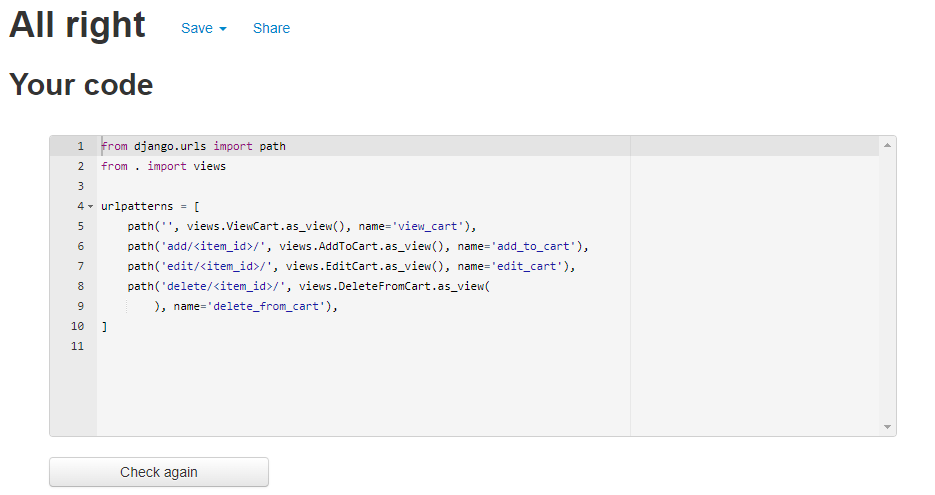 All right Save Share
Your code
1 from django.urls import path
2 from . import views
3
4 urlpatterns = [
5     path('', views.ViewCart.as_view(), name='view_cart'),
6     path('add/<item_id>/', views.AddToCart.as_view(), name='add_to_cart'),
7     path('edit/<item_id>/', views.EditCart.as_view(), name='edit_cart'),
8     path('delete/<item_id>/', views.DeleteFromCart.as_view(
9         ), name='delete_from_cart'),
10 ]
11
Check again